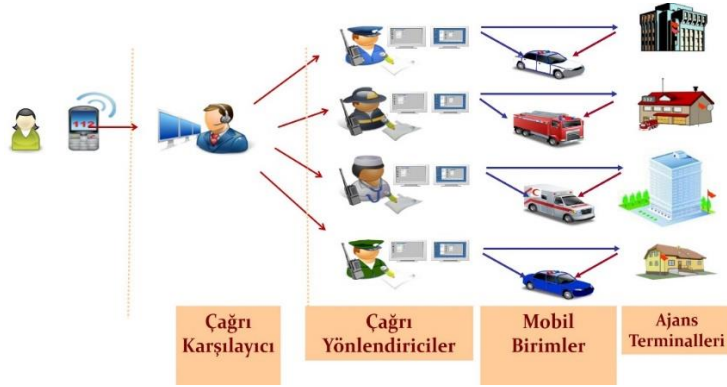 112
Çağrı
Karşılayıcı
Çağrı
Yönlendiriciler
Mobil
Birimler
Ajans
Terminalleri